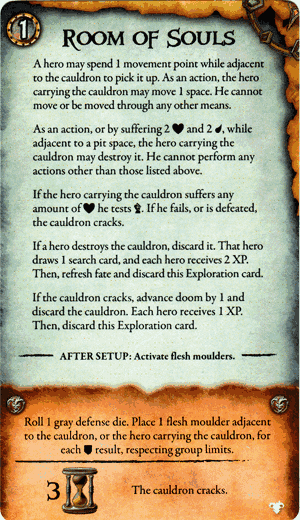 1
Room of Souls
A hero may spend 1 movement point while adjacent
to the cauldron to pick it up. As an action, the hero
carrying the cauldron may move 1 space. He cannot
move or be moved through any other means.
As an action, or by suffering 2 and 2, while
adjacent to a pit space, the hero carrying the
cauldron may destroy it. He cannot perform any
actions other than those listed above.
If the hero carrying the cauldron suffers any
amount of he tests. If he fails, or is defeated,
the cauldron cracks.
If a hero destroys the cauldron, discard it. That hero
draws 1 search card, and each hero receives 2 XP.
Then, refresh fate and discard this Exploration card.
If the cauldron cracks, advance doom by 1 and
discard the cauldron. Each hero receives 1 XP.
Then, discard this Exploration card.
AFTER SETUP: Activate flesh moulders.
Roll 1 gray defense die. Place 1 flesh moulder adjacent
to the cauldron, or the hero carrying the cauldron, for
each result, respecting group limits.
3 The cauldron cracks.